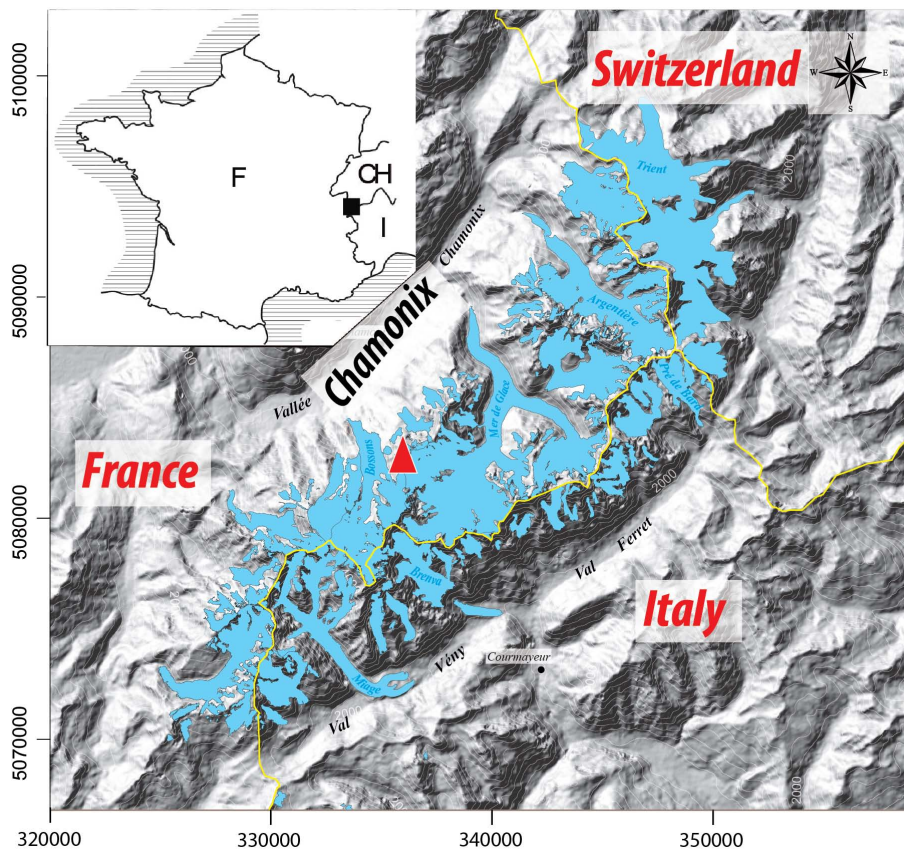 5100000
5090000
5080000
5070000
320000
330000
340000
350000
F
CH
I
Switzerland
N
W
E
S
2000
Trient
Chamonix
Argentière
Chamonix
Vallée
Mer de Glace
Pré de Bar
Bossons
France
2000
Val Ferret
Brenva
Italy
Courmayeur
Val Vény
Miage
2000
2000